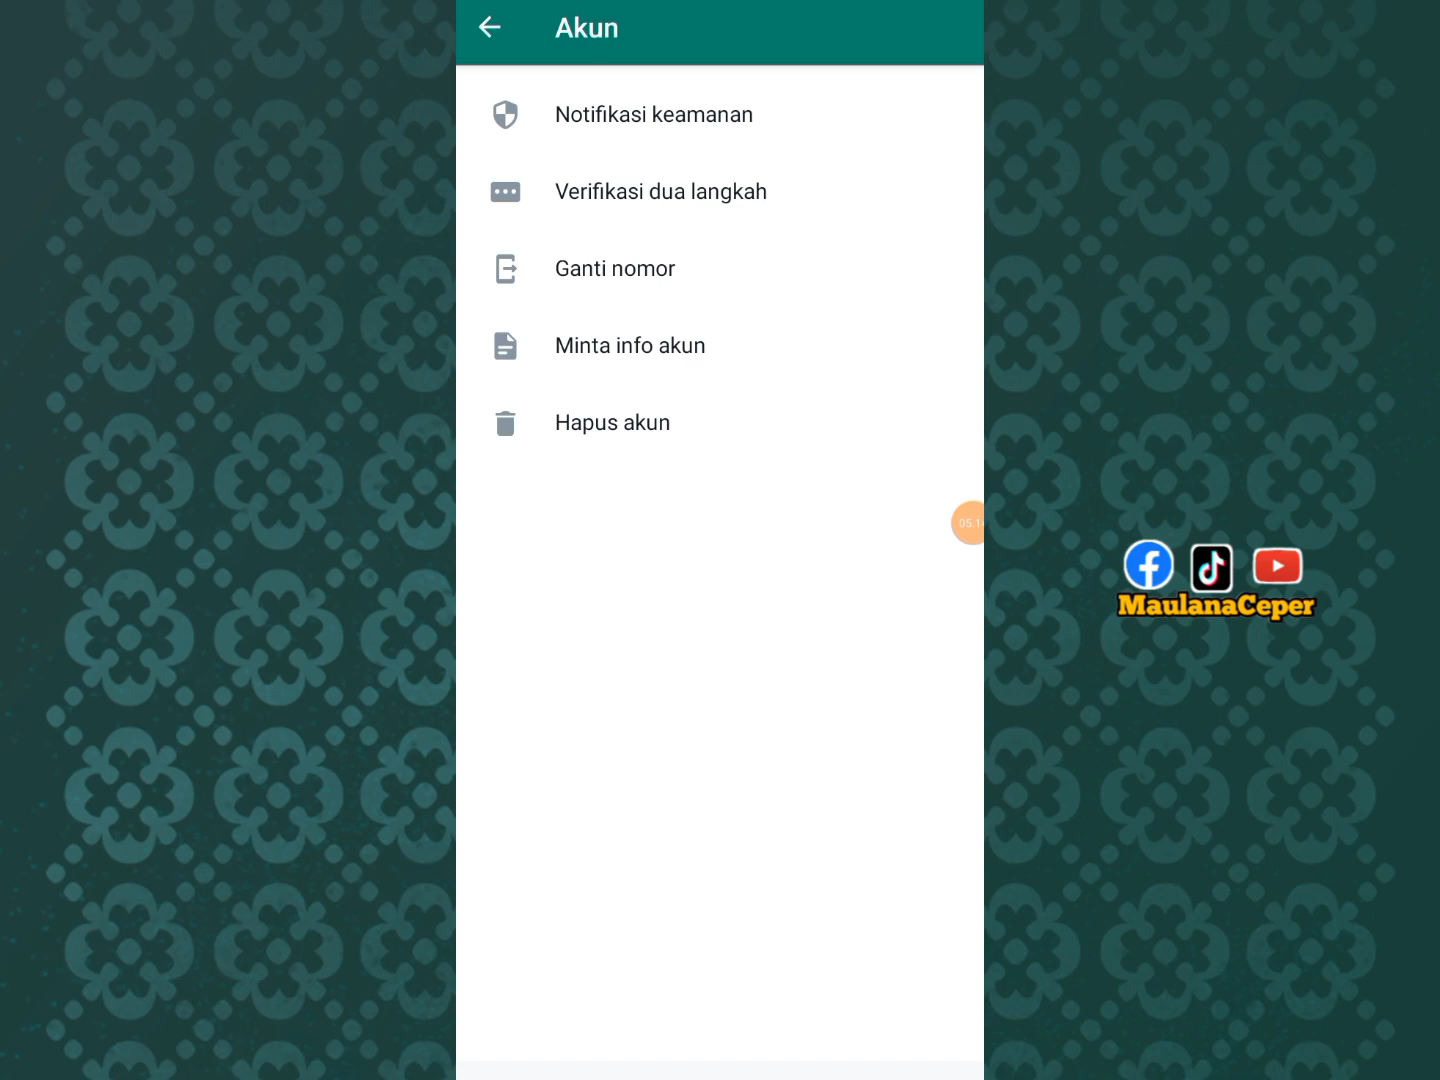 Akun
Notifikasi keamanan
Verifikasi dua langkah
Ganti nomor
Minta info akun
Hapus akun
MaulanaCeper